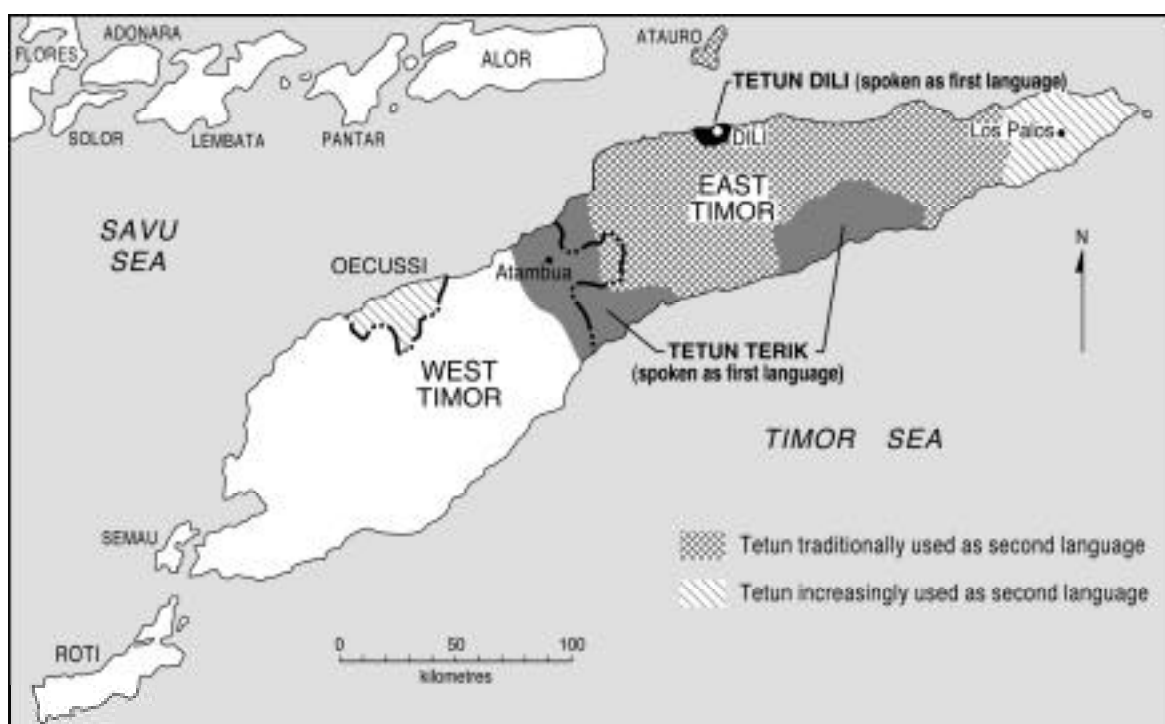 ADONARA
FLORES
ATAURO
ALOR
TETUN DILI (spoken as first language)
SOLOR
LEMBATA
PANTAR
DILI
Los Palos
EAST
TIMOR
SAVU
SEA
N
OECUSSI
Atambua
TETUN TERIK
(spoken as first language)
WEST
TIMOR
TIMOR SEA
SEMAU
Tetun traditionally used as second language
Tetun increasingly used as second language
ROTI
0 50 100
kilometres